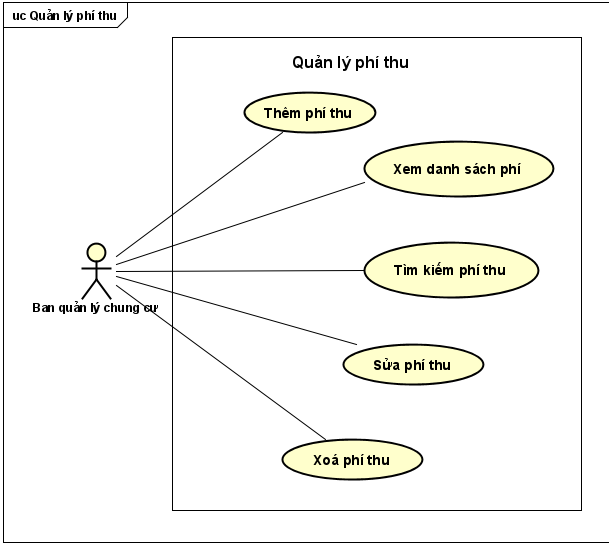 uc Quản lý phí thu
Quản lý phí thu
Thêm phí thu
Xem danh sách phí
Tìm kiếm phí thu
Ban quản lý chung cư
Sửa phí thu
Xoá phí thu